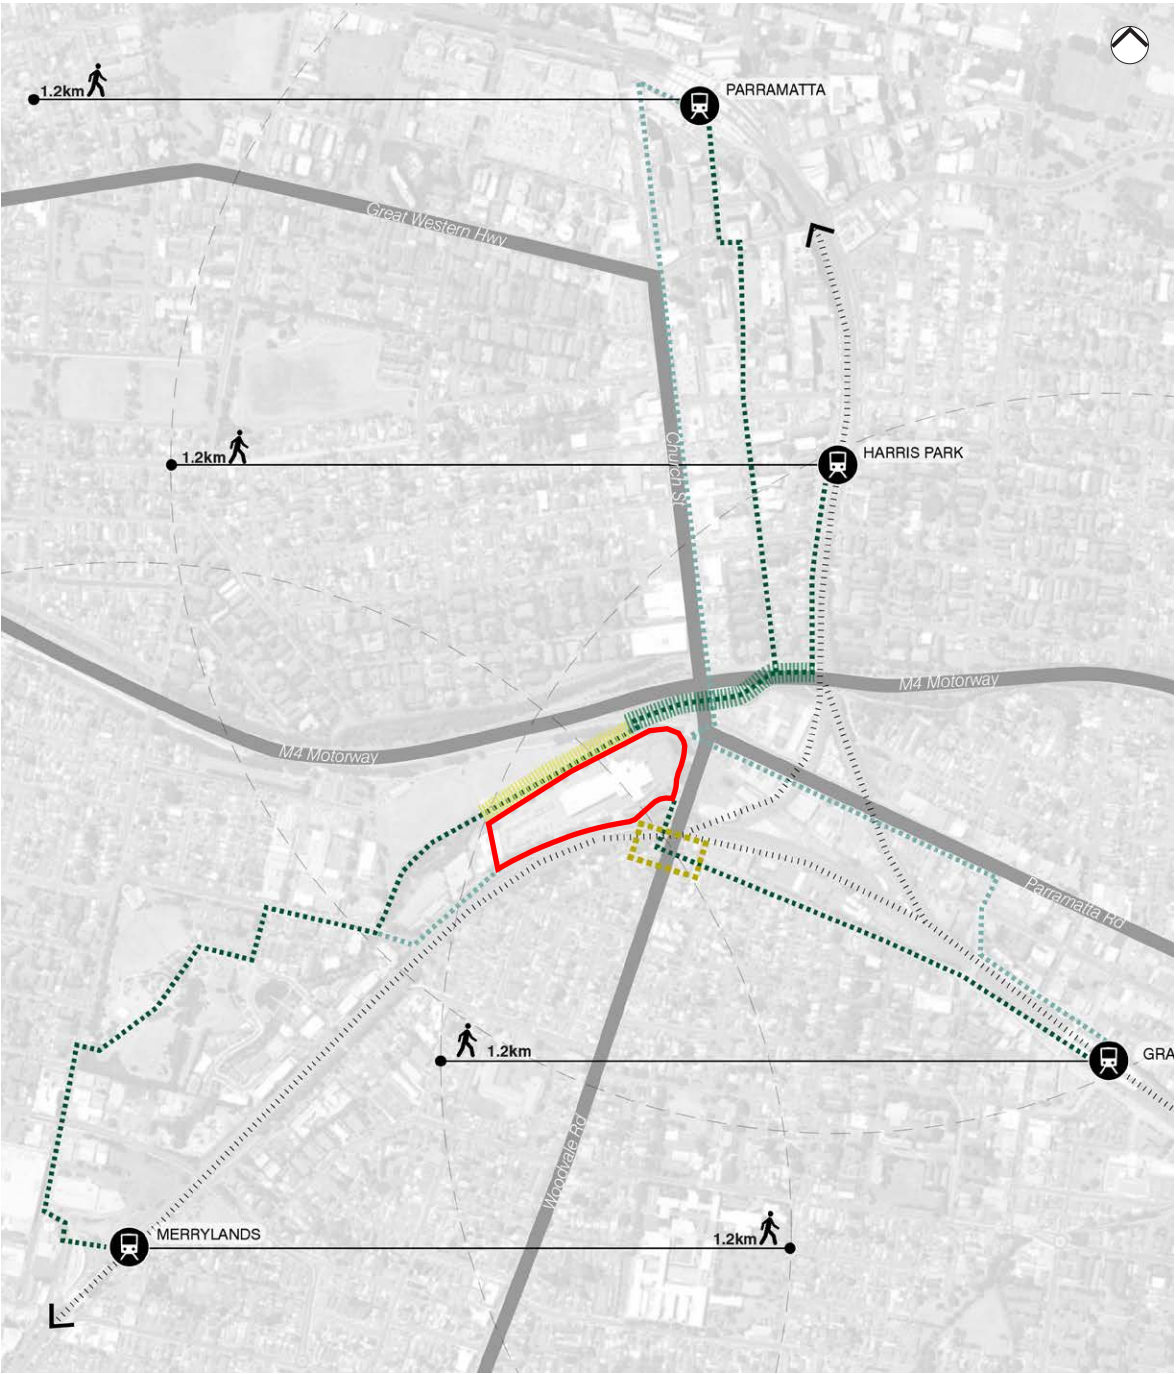 PARRAMATTA
1.2km
Great Western Hwy
HARRIS PARK
1.2km
Church St
M4 Motorway
M4 Motorway
Parramatta Rd
1.2km
GRA
Woodvale Rd
MERRYLANDS
1.2km